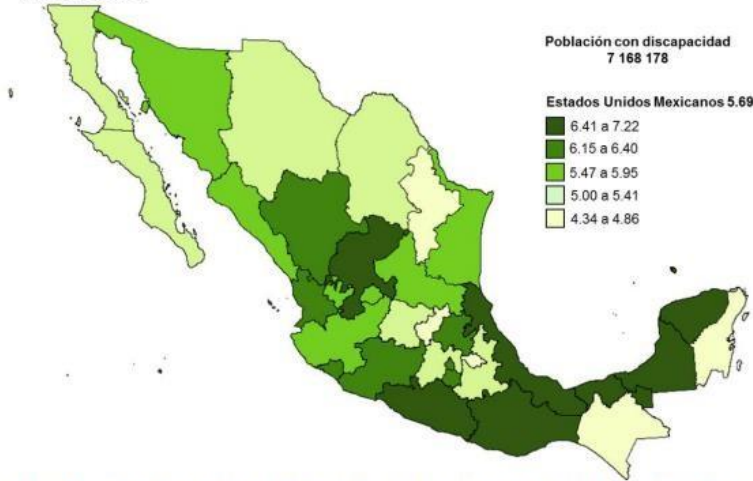 Población con discapacidad
7 168 178
Estados Unidos Mexicanos 5.69
6.41 a 7.22
6.15 a 6.40
5.47 a 5.95
5.00 a 5.41
4.34 a 4.86